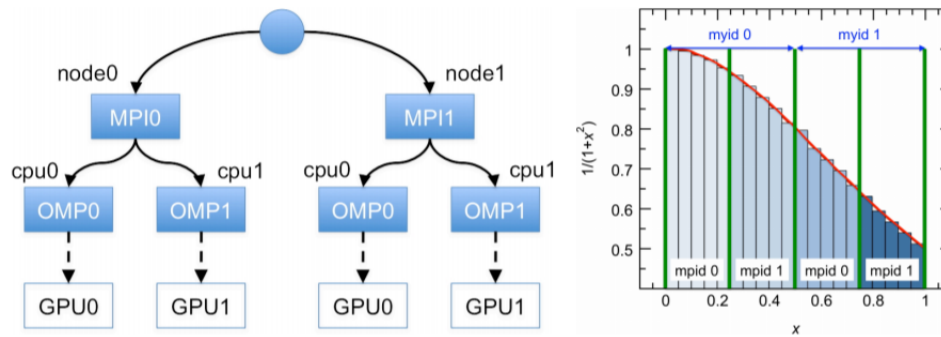 node0
node1
MPI0
MPI1
cpu0
cpu1
cpu0
cpu1
OMP0
OMP1
OMP0
OMP1
GPU0
GPU1
GPU0
GPU1
myid 0
myid 1
1
0.9
0.8
0.7
0.6
0.5
1/(1+x²)
mpid 0
mpid 1
mpid 0
mpid 1
0
0.2
0.4
0.6
0.8
1
x